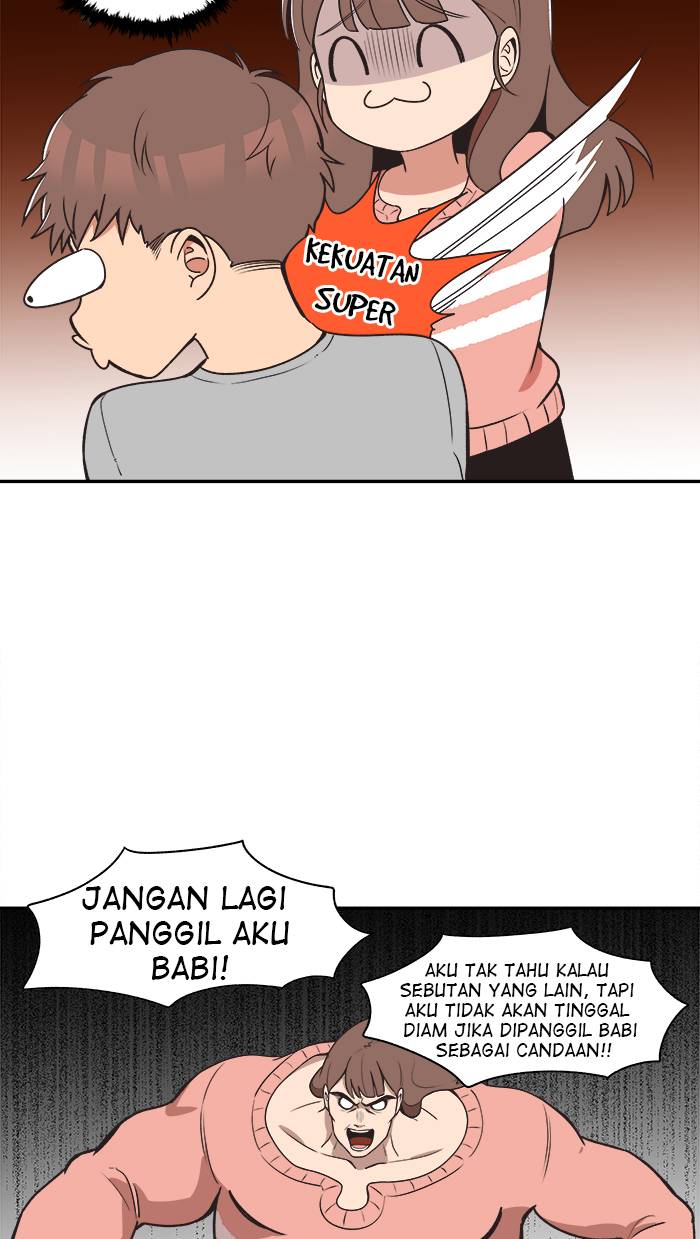 KEKUATAN
SUPER
JANGAN LAGI
PANGGIL AKU
BABI!
AKU TAK TAHU KALAU
SEBUTAN YANG LAIN, TAPI
AKU TIDAK AKAN TINGGAL
DIAM JIKA DIPANGGIL BABI
SEBAGAI CANDAAN!!